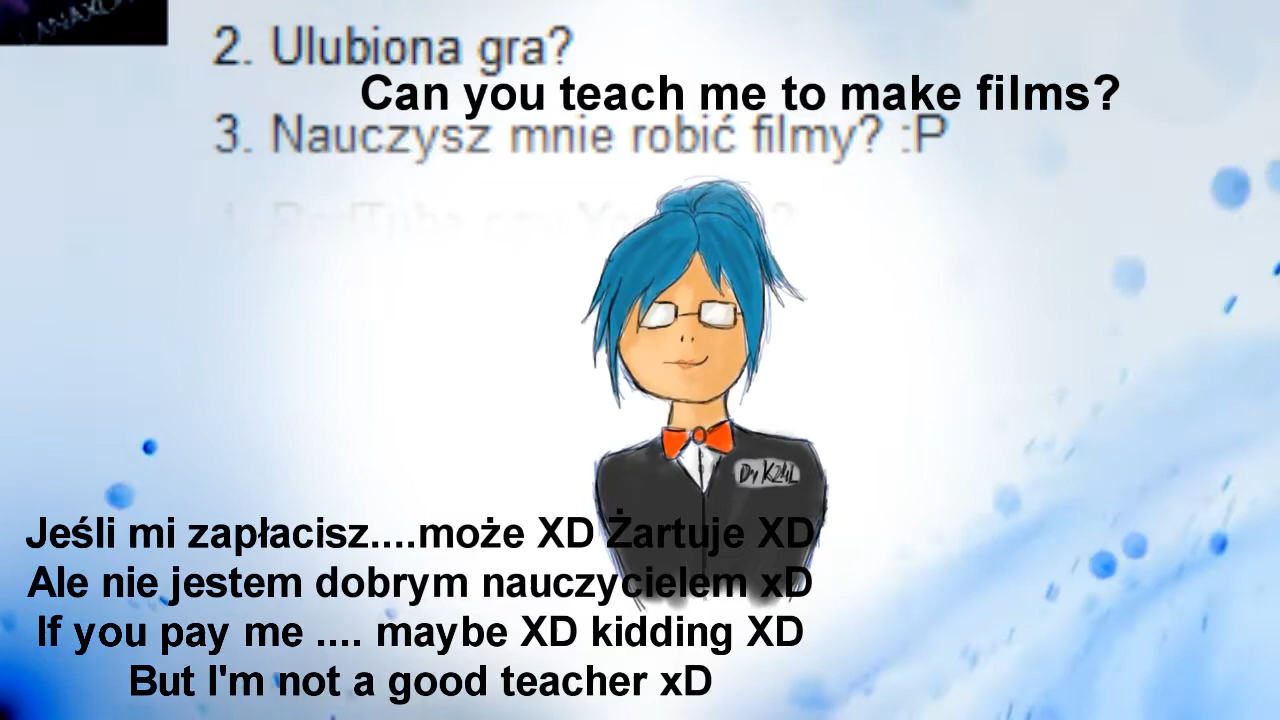 2. Ulubiona gra?
Can you teach me to make films?
3. Nauczysz mnie robić filmy? :P
Jeśli mi zapłacisz....może XD Żartuje XD
Ale nie jestem dobrym nauczycielem xD
If you pay me .... maybe XD kidding XD
But I'm not a good teacher xD